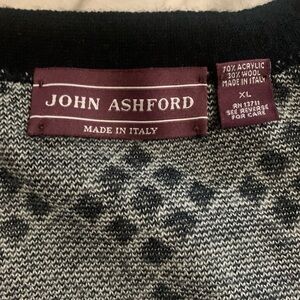 JOHN ASHFORD
MADE IN ITALY
70% ACRYLIC
30% WOOL
MADE IN ITALY
XL
RN 13711
SEE REVERSE
FOR CARE